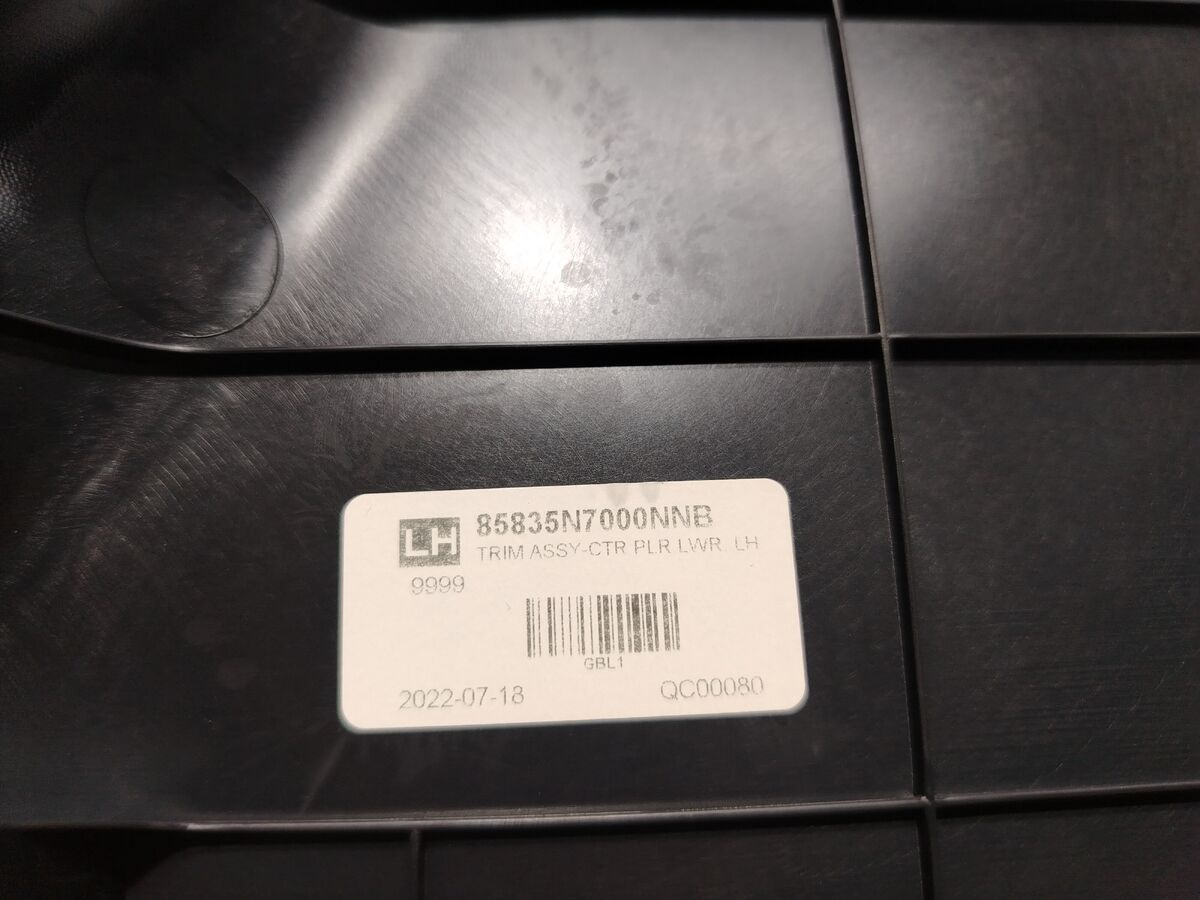 LH
85835N7000NNB
TRIM ASSY-CTR PLR LWR, LH
9999
GBL1
2022-07-18
QC00080